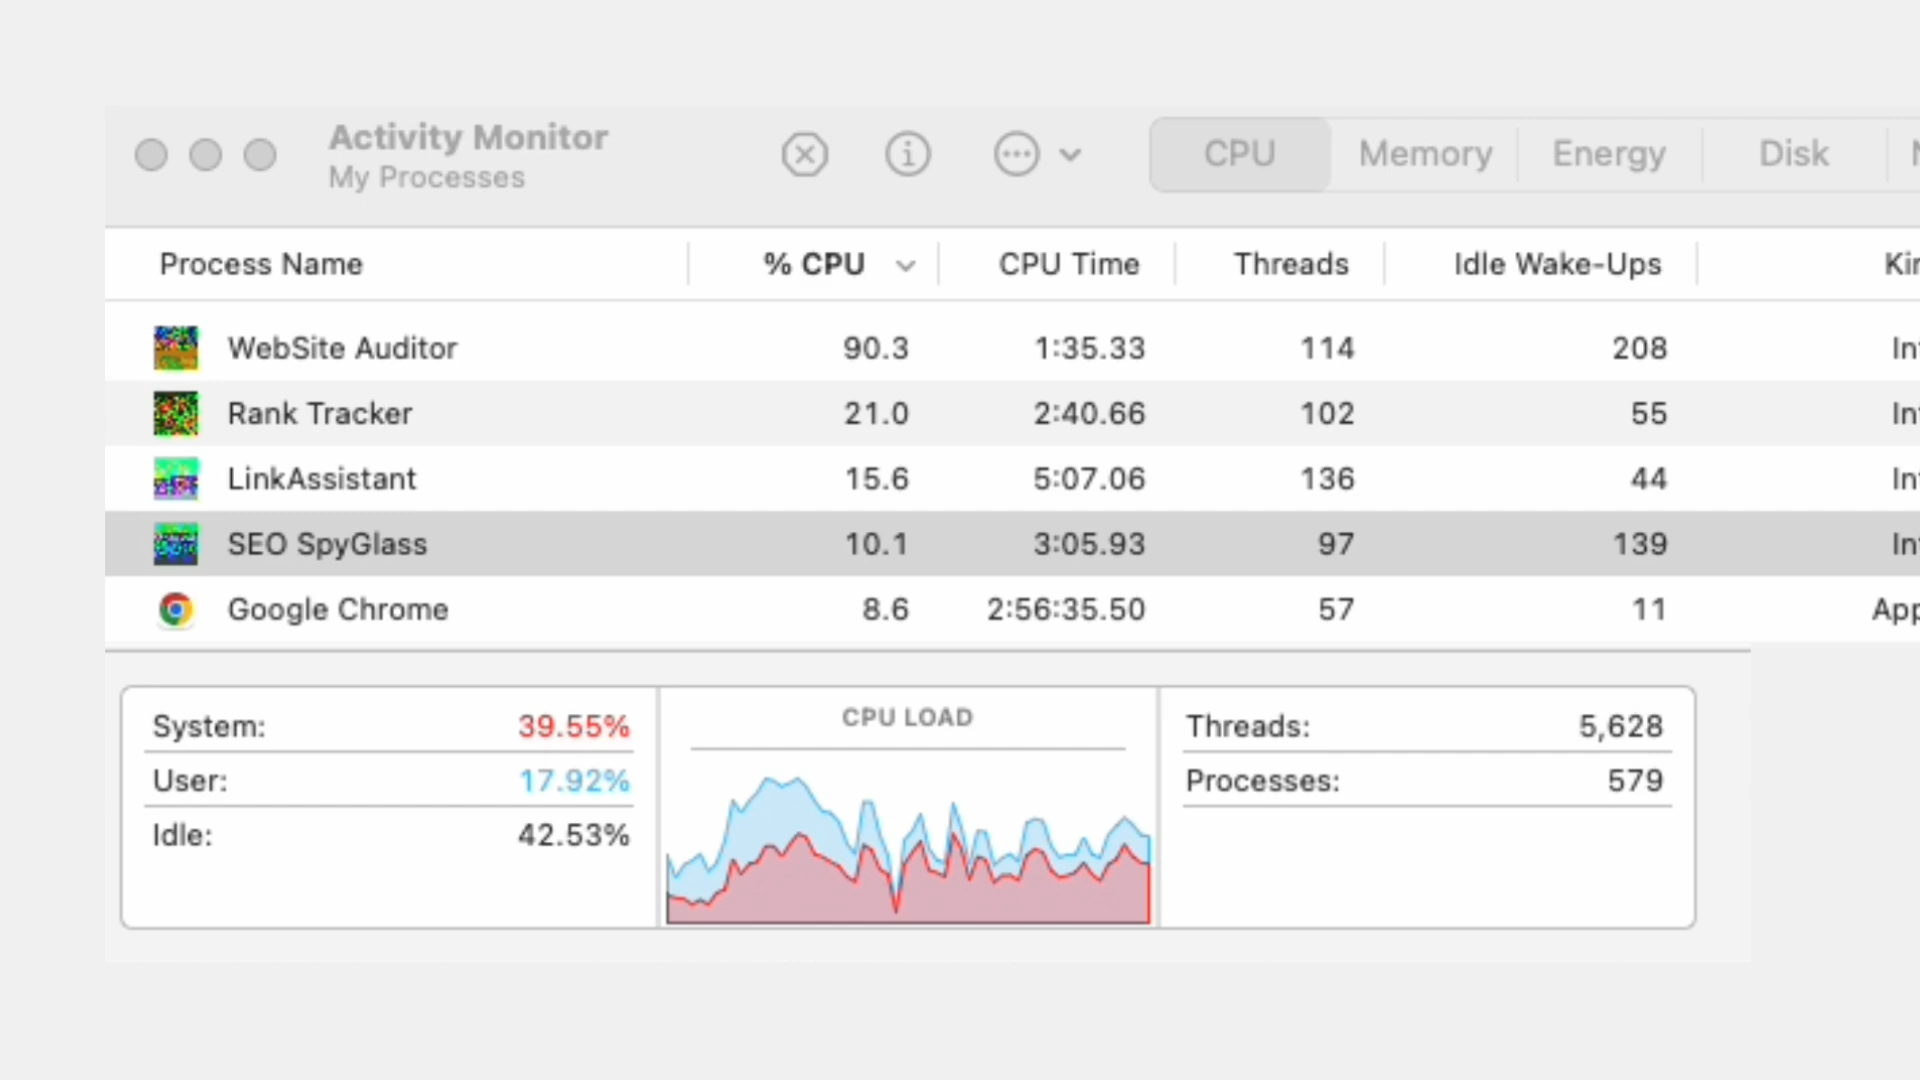 Activity Monitor
My Processes
CPU Memory Energy Disk
Process Name % CPU CPU Time Threads Idle Wake-Ups
WebSite Auditor 90.3 1:35.33 114 208
Rank Tracker 21.0 2:40.66 102 55
LinkAssistant 15.6 5:07.06 136 44
SEO SpyGlass 10.1 3:05.93 97 139
Google Chrome 8.6 2:56:35.50 57 11
System: 39.55%
User: 17.92%
Idle: 42.53%
CPU LOAD
Threads: 5,628
Processes: 579